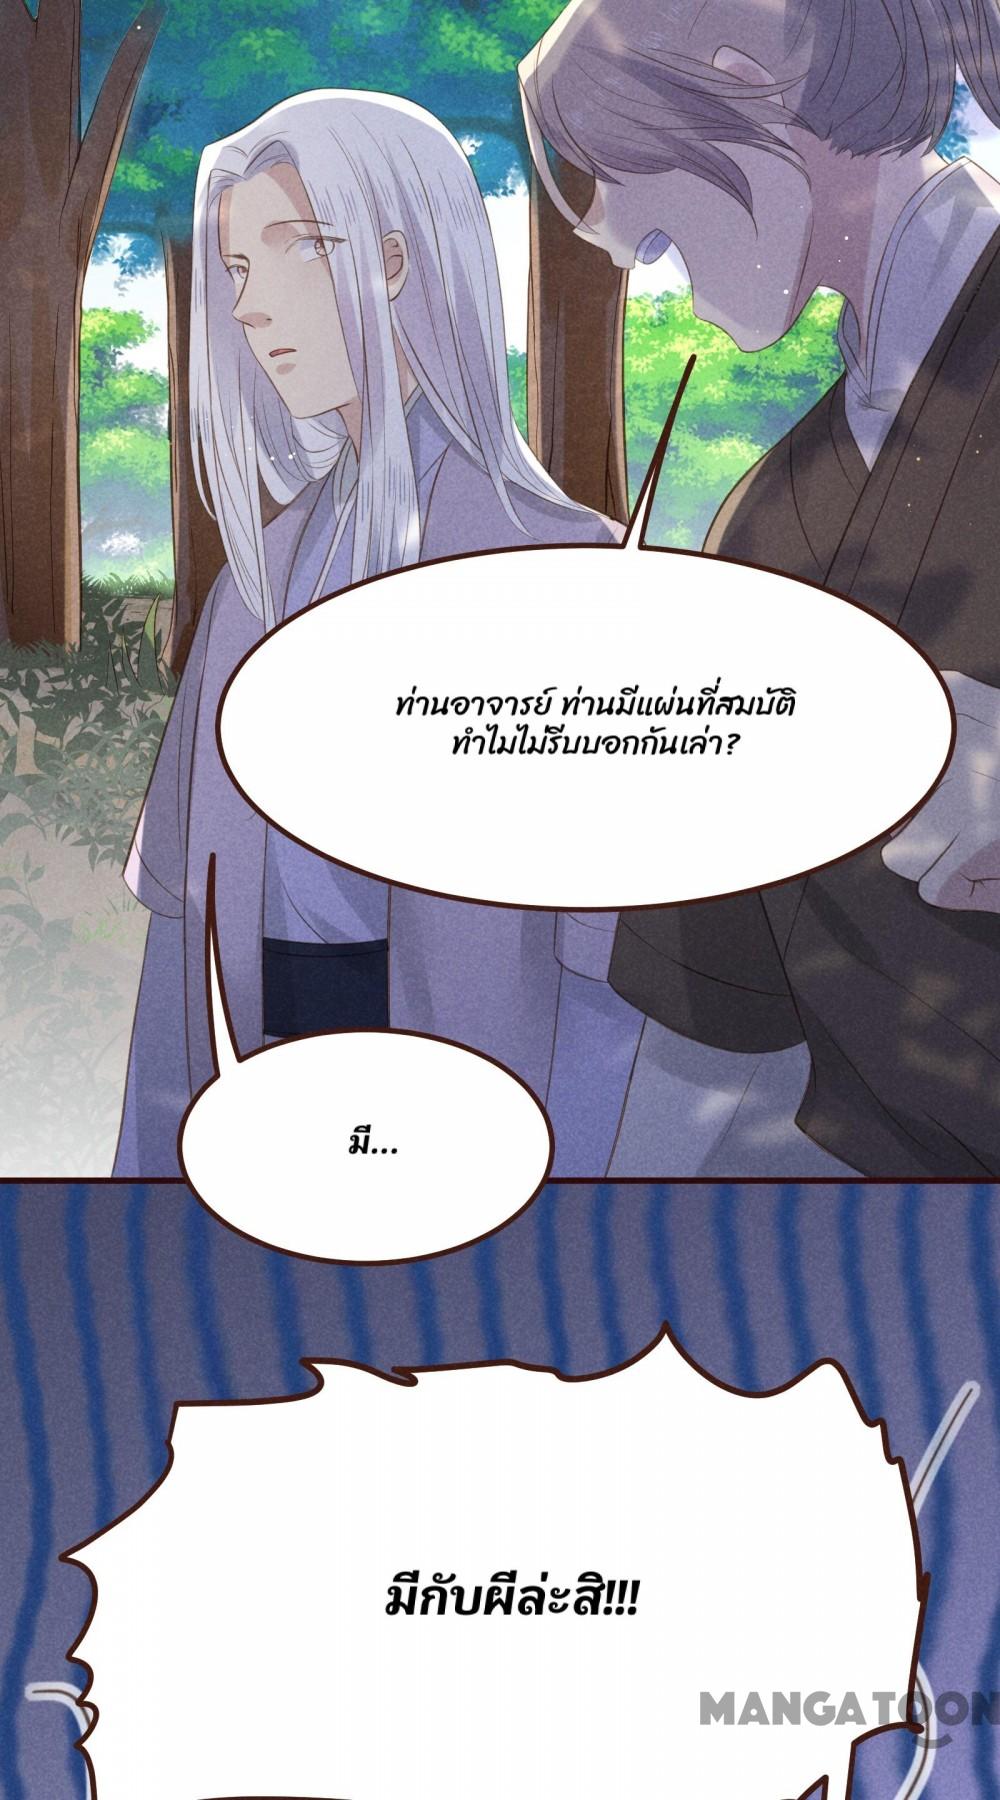 ท่านอาจารย์ ท่านมีแผ่นที่สมบัติ
ทำไมไม่รีบบอกกันเล่า?
มี...
มีกับผีล่ะสิ!!!
MANGATOON